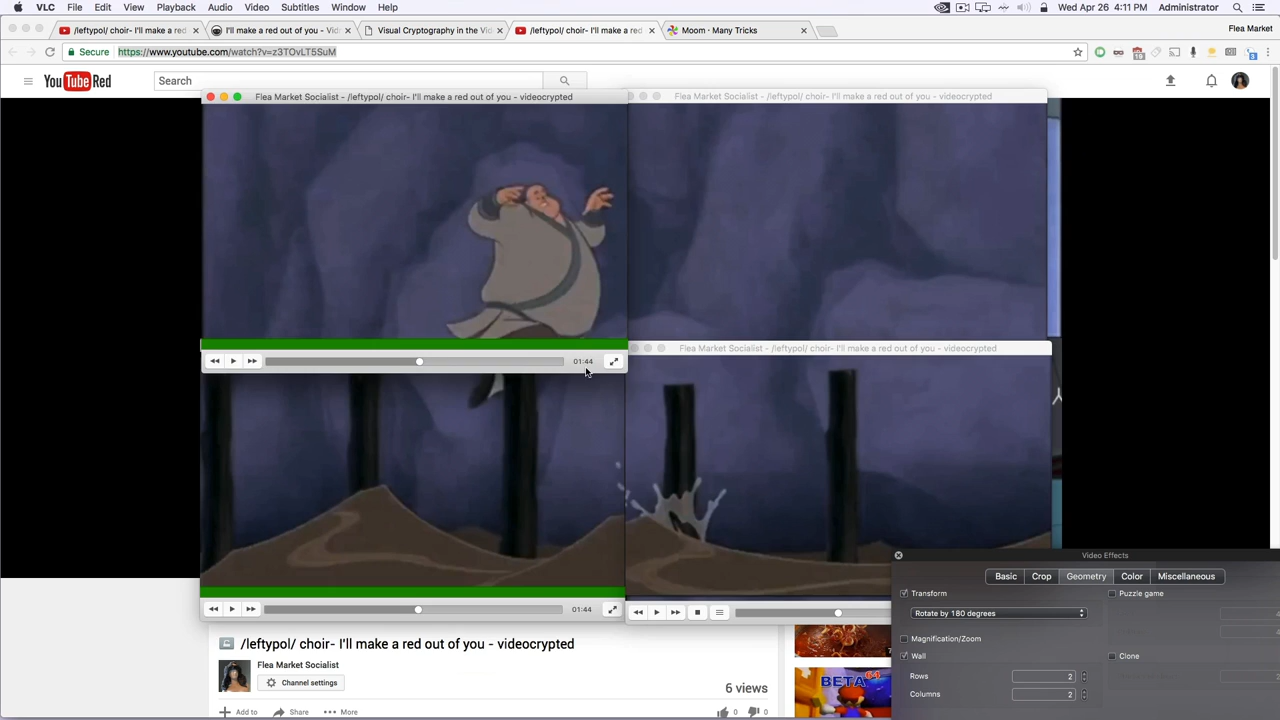 VLC File Edit View Playback Audio Video Subtitles Window Help Wed Apr 26 4:11 PM Administrator
/leftypol/ choir- I'll make a red I'll make a red out of you - Vid Visual Cryptography in the Vi /leftypol/ choir- I'll make a red Moom · Many Tricks Flea Market
Secure https://www.youtube.com/watch?v=z3TOvLT5SuM
YouTube Red Search
Flea Market Socialist - /leftypol/ choir- I'll make a red out of you - videocrypted
Flea Market Socialist - /leftypol/ choir- I'll make a red out of you - videocrypted
01:44
Flea Market Socialist - /leftypol/ choir- I'll make a red out of you - videocrypted
01:44
Video Effects
Basic Crop Geometry Color Miscellaneous
Transform Puzzle game
Rotate by 180 degrees
Magnification/Zoom
Wall Clone
Rows 2
Columns 2
/leftypol/ choir- I'll make a red out of you - videocrypted
Flea Market Socialist
Channel settings
6 views
Add to Share More 0 0
BETA 64